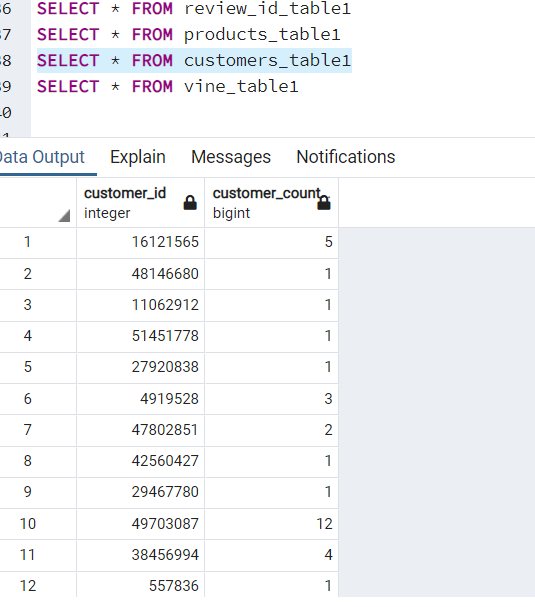 36 SELECT * FROM review_id_table1
37 SELECT * FROM products_table1
38 SELECT * FROM customers_table1
39 SELECT * FROM vine_table1
40
41
Data Output Explain Messages Notifications
customer_id integer customer_count bigint
1 16121565 5
2 48146680 1
3 11062912 1
4 51451778 1
5 27920838 1
6 4919528 3
7 47802851 2
8 42560427 1
9 29467780 1
10 49703087 12
11 38456994 4
12 557836 1